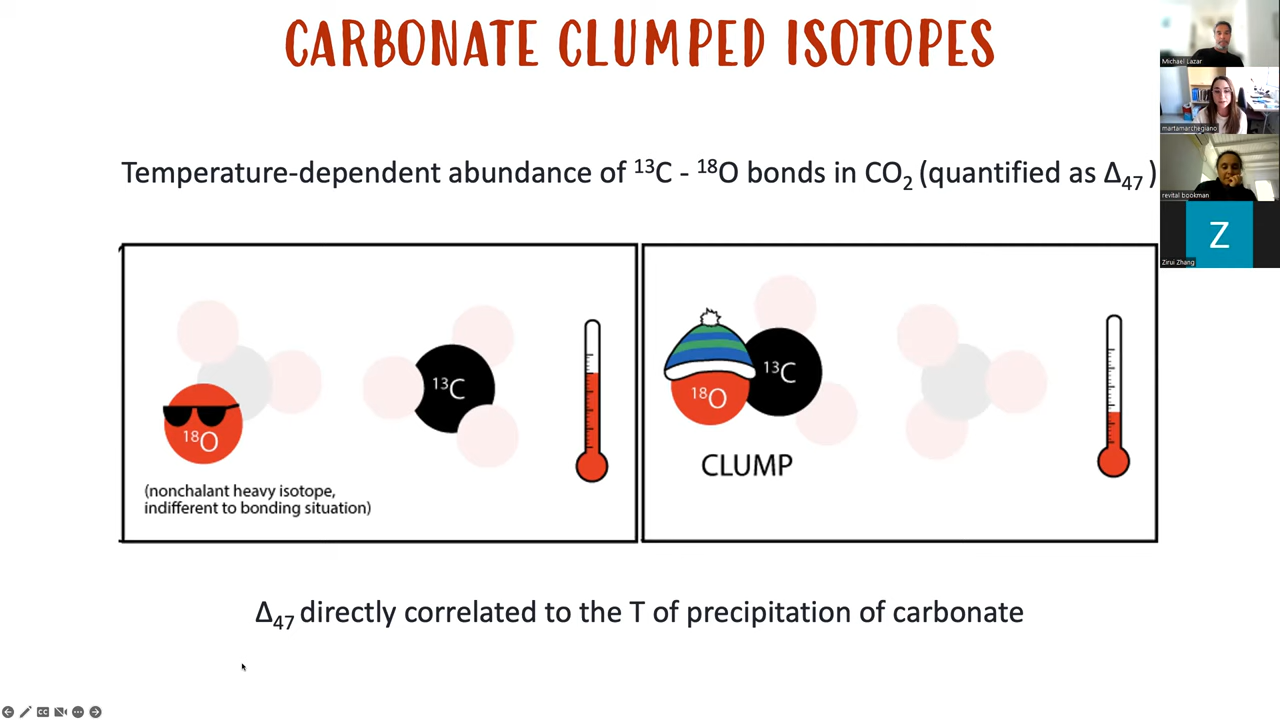 CARBONATE CLUMPED ISOTOPES
Michael Lazar
martamarchegiano
Temperature-dependent abundance of ¹³C - ¹⁸O bonds in CO₂ (quantified as Δ₄₇ )
revital bookman
Z
Zirui Zhang
¹⁸O
¹³C
(nonchalant heavy isotope,
indifferent to bonding situation)
¹⁸O
¹³C
CLUMP
Δ₄₇ directly correlated to the T of precipitation of carbonate
CC